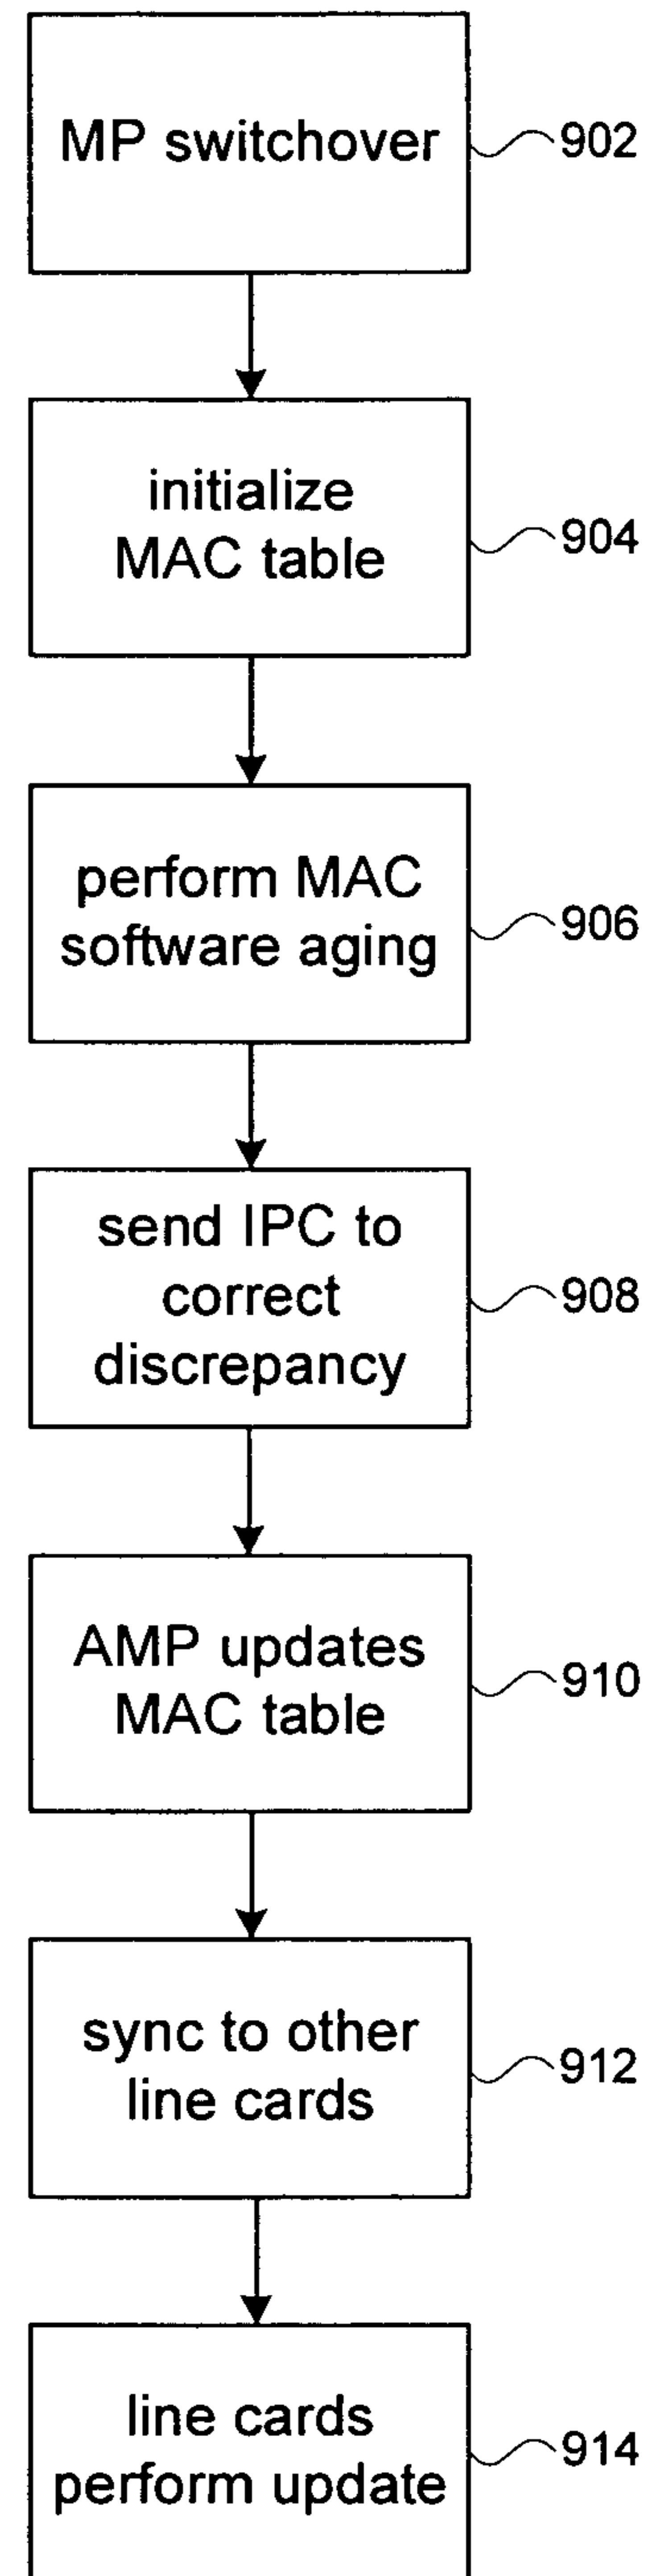 MP switchover
902
initialize
MAC table
904
perform MAC
software aging
906
send IPC to
correct
discrepancy
908
AMP updates
MAC table
910
sync to other
line cards
912
line cards
perform update
914